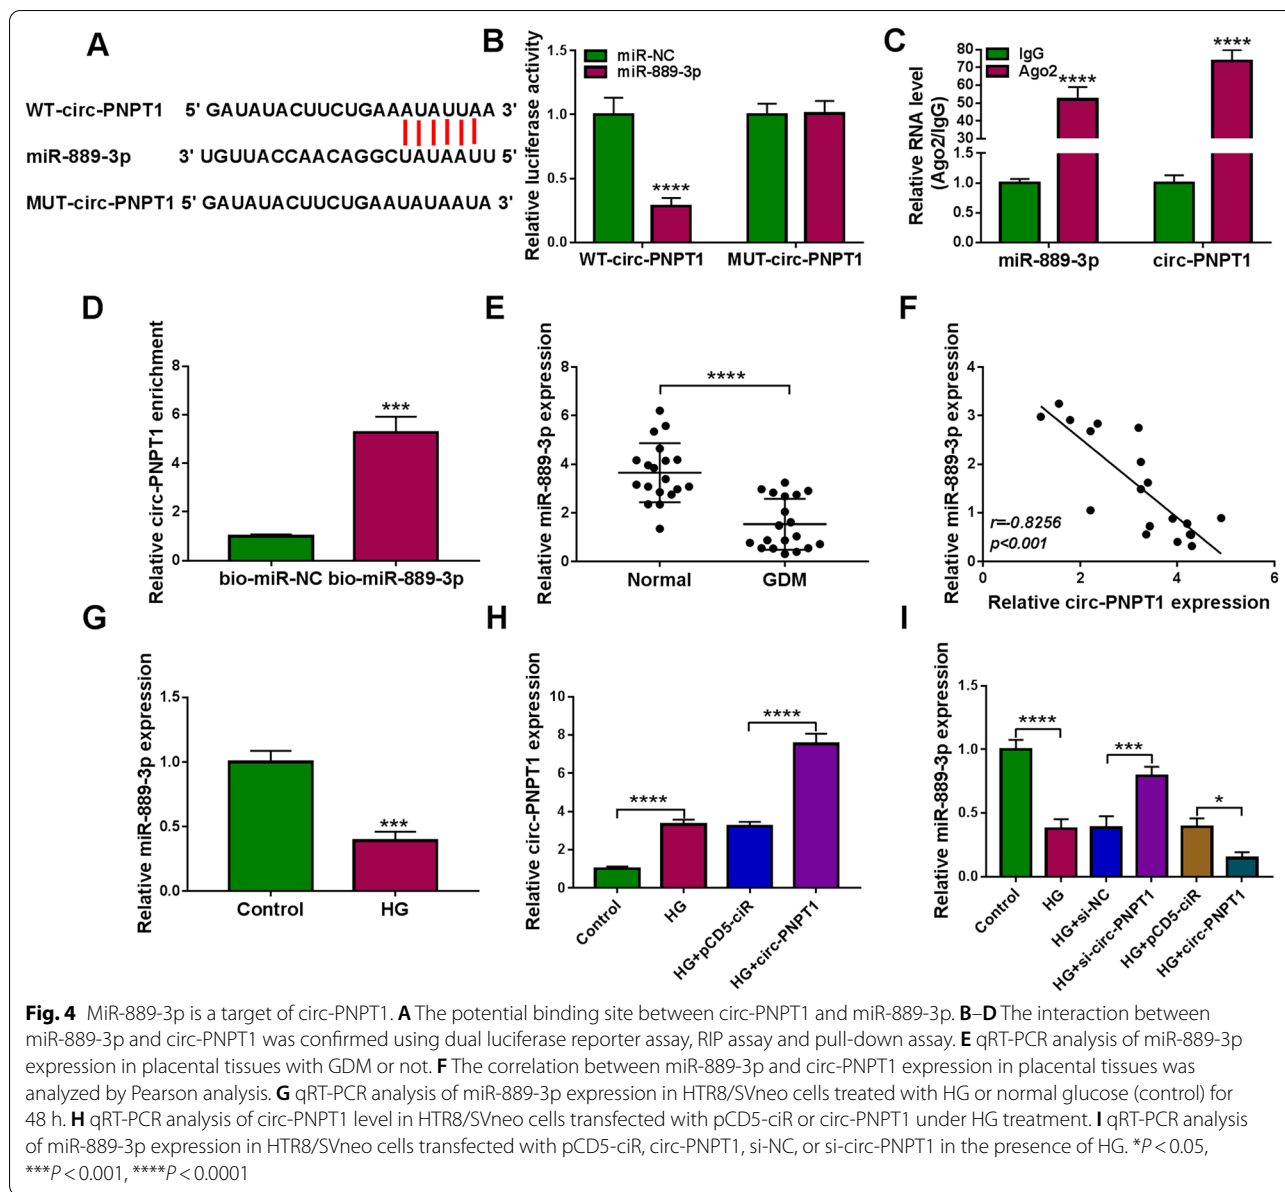 A
WT-circ-PNPT1 5' GAUAUACUUCUGAAAUAUUAA 3'
miR-889-3p 3' UGUUACCAACAGGCUAUAAUU 5'
MUT-circ-PNPT1 5' GAUAUACUUCUGAAUAUAAUA 3'
B
Relative luciferase activity
1.5
1.0
0.5
0.0
miR-NC
miR-889-3p
****
WT-circ-PNPT1 MUT-circ-PNPT1
C
Relative RNA level
(Ago2/IgG)
80
70
60
50
40
30
1.5
1.0
0.5
0.0
IgG
Ago2
****
****
miR-889-3p circ-PNPT1
D
Relative circ-PNPT1 enrichment
8
6
4
2
0
***
bio-miR-NC bio-miR-889-3p
E
Relative miR-889-3p expression
8
6
4
2
0
****
Normal GDM
F
Relative miR-889-3p expression
4
3
2
1
0
r=-0.8256
p<0.001
0 2 4 6
Relative circ-PNPT1 expression
G
Relative miR-889-3p expression
1.5
1.0
0.5
0.0
***
Control HG
H
Relative circ-PNPT1 expression
10
8
6
4
2
0
****
****
Control
HG
HG+pCD5-ciR
HG+circ-PNPT1
I
Relative miR-889-3p expression
1.5
1.0
0.5
0.0
****
***
*
Control
HG
HG+si-NC
HG+si-circ-PNPT1
HG+pCD5-ciR
HG+circ-PNPT1
Fig. 4 MiR-889-3p is a target of circ-PNPT1. A The potential binding site between circ-PNPT1 and miR-889-3p. B–D The interaction between
miR-889-3p and circ-PNPT1 was confirmed using dual luciferase reporter assay, RIP assay and pull-down assay. E qRT-PCR analysis of miR-889-3p
expression in placental tissues with GDM or not. F The correlation between miR-889-3p and circ-PNPT1 expression in placental tissues was
analyzed by Pearson analysis. G qRT-PCR analysis of miR-889-3p expression in HTR8/SVneo cells treated with HG or normal glucose (control) for
48 h. H qRT-PCR analysis of circ-PNPT1 level in HTR8/SVneo cells transfected with pCD5-ciR or circ-PNPT1 under HG treatment. I qRT-PCR analysis
of miR-889-3p expression in HTR8/SVneo cells transfected with pCD5-ciR, circ-PNPT1, si-NC, or si-circ-PNPT1 in the presence of HG. *P < 0.05,
***P < 0.001, ****P < 0.0001